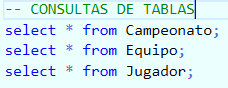 -- CONSULTAS DE TABLAS
select * from Campeonato;
select * from Equipo;
select * from Jugador;